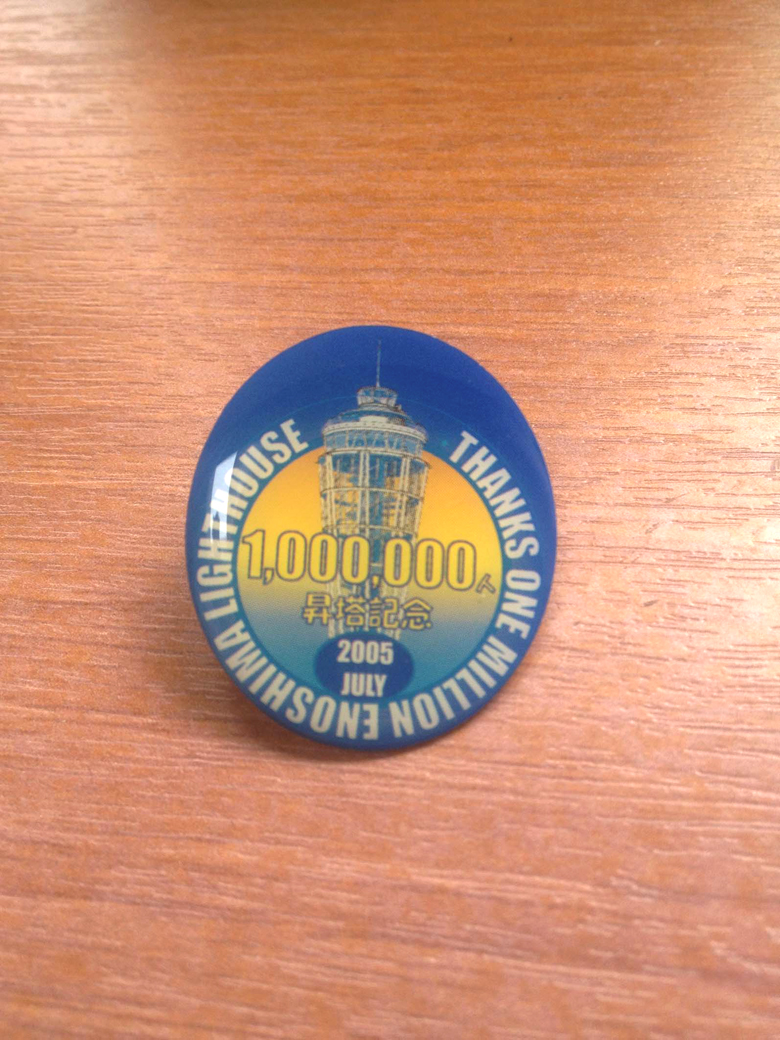 THANKS ONE MILLION ENOSHIMA LIGHTHOUSE
1,000,000人
昇塔記念
2005
JULY